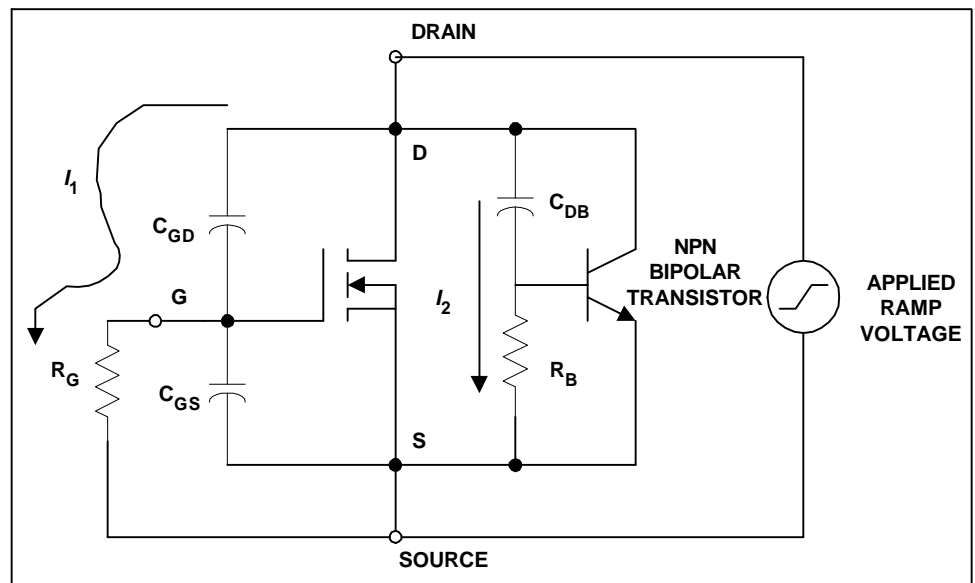 DRAIN
D
I1
CGD
CDB
NPN
BIPOLAR
TRANSISTOR
APPLIED
RAMP
VOLTAGE
G
I2
RG
CGS
RB
S
SOURCE